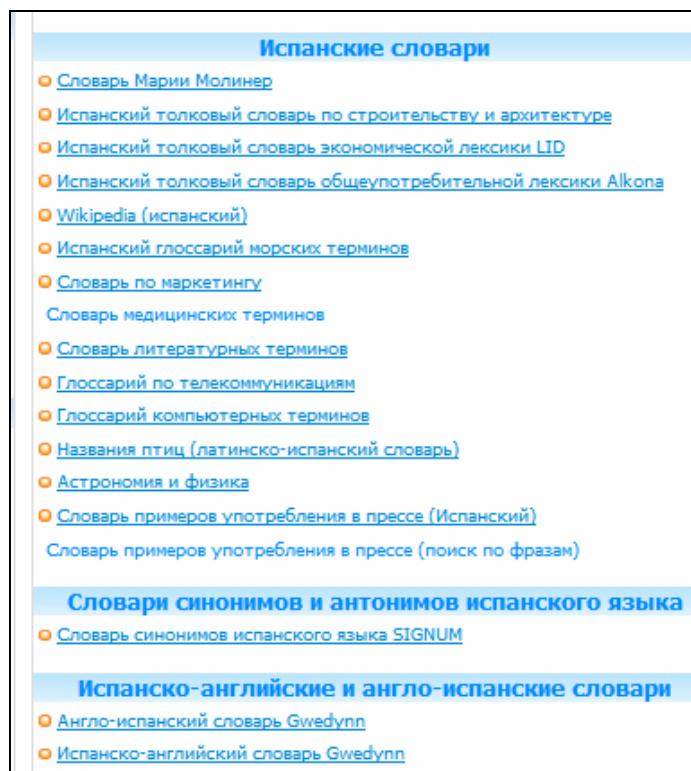 Испанские словари
Словарь Марии Молинер
Испанский толковый словарь по строительству и архитектуре
Испанский толковый словарь экономической лексики LID
Испанский толковый словарь общеупотребительной лексики Alkona
Wikipedia (испанский)
Испанский глоссарий морских терминов
Словарь по маркетингу
Словарь медицинских терминов
Словарь литературных терминов
Глоссарий по телекоммуникациям
Глоссарий компьютерных терминов
Названия птиц (латинско-испанский словарь)
Астрономия и физика
Словарь примеров употребления в прессе (Испанский)
Словарь примеров употребления в прессе (поиск по фразам)
Словари синонимов и антонимов испанского языка
Словарь синонимов испанского языка SIGNUM
Испанско-английские и англо-испанские словари
Англо-испанский словарь Gwedynn
Испанско-английский словарь Gwedynn